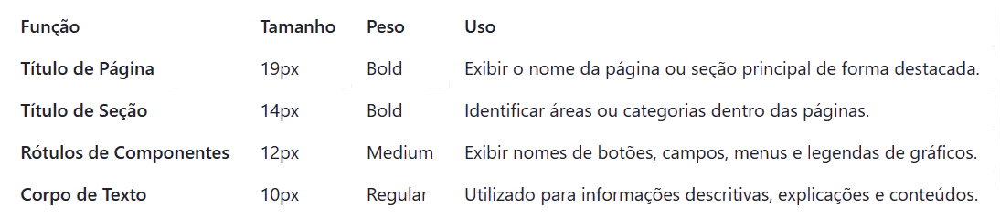 Função Tamanho Peso Uso
Título de Página 19px Bold Exibir o nome da página ou seção principal de forma destacada.
Título de Seção 14px Bold Identificar áreas ou categorias dentro das páginas.
Rótulos de Componentes 12px Medium Exibir nomes de botões, campos, menus e legendas de gráficos.
Corpo de Texto 10px Regular Utilizado para informações descritivas, explicações e conteúdos.